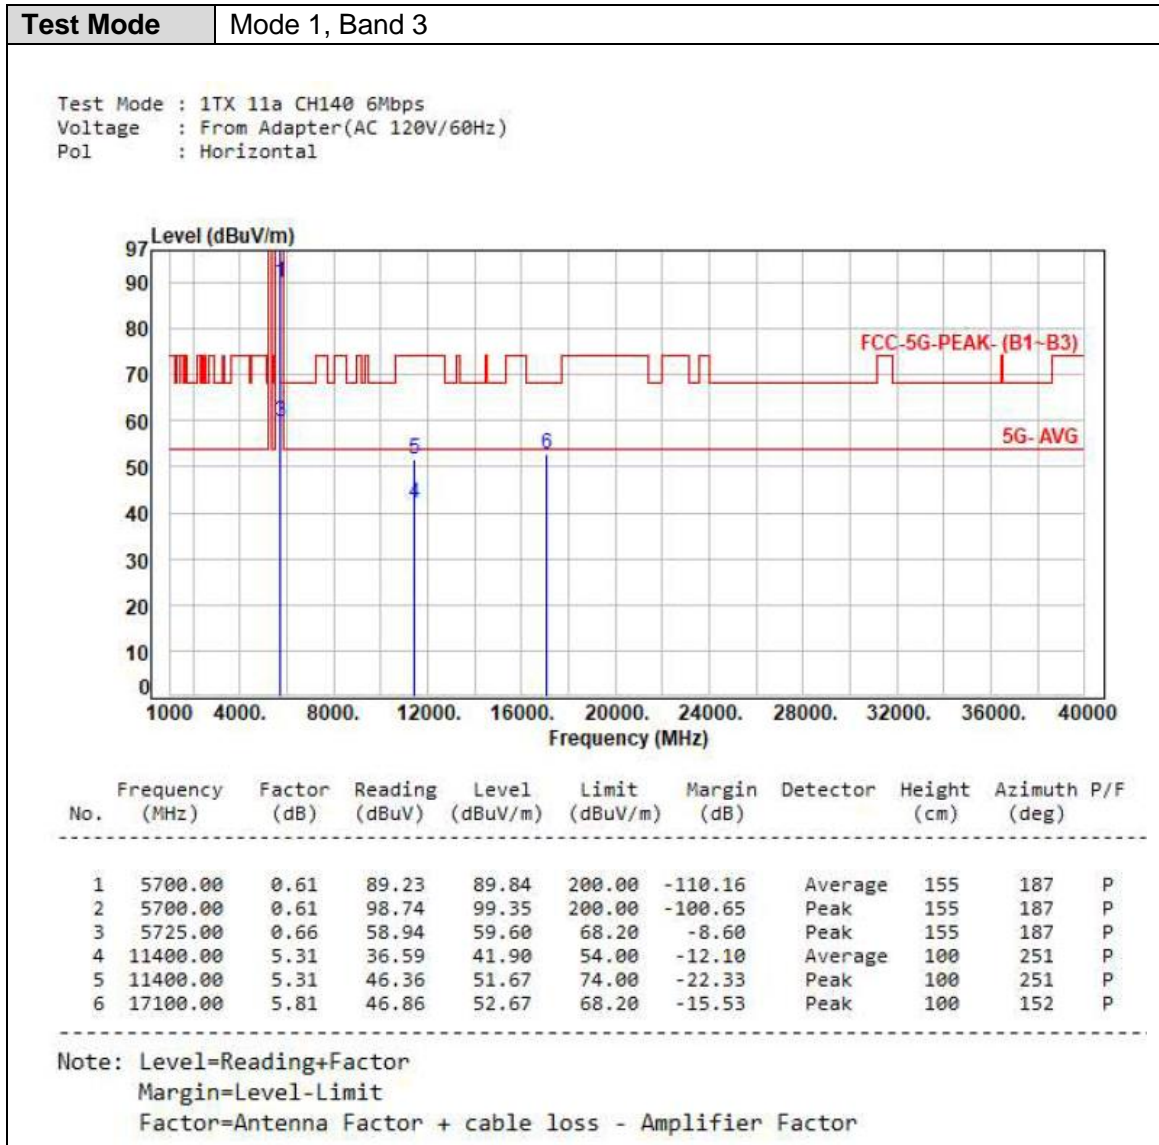 Test Mode Mode 1, Band 3
Test Mode : 1TX 11a CH140 6Mbps
Voltage : From Adapter(AC 120V/60Hz)
Pol : Horizontal
97 Level (dBuV/m)
1
90
80
FCC-5G-PEAK- (B1~B3)
70
3
60
5 6 5G- AVG
50
4
40
30
20
10
0
1000 4000. 8000. 12000. 16000. 20000. 24000. 28000. 32000. 36000. 40000
Frequency (MHz)
Frequency Factor Reading Level Limit Margin Detector Height Azimuth P/F
No. (MHz) (dB) (dBuV) (dBuV/m) (dBuV/m) (dB) (cm) (deg)
1 5700.00 0.61 89.23 89.84 200.00 -110.16 Average 155 187 P
2 5700.00 0.61 98.74 99.35 200.00 -100.65 Peak 155 187 P
3 5725.00 0.66 58.94 59.60 68.20 -8.60 Peak 155 187 P
4 11400.00 5.31 36.59 41.90 54.00 -12.10 Average 100 251 P
5 11400.00 5.31 46.36 51.67 74.00 -22.33 Peak 100 251 P
6 17100.00 5.81 46.86 52.67 68.20 -15.53 Peak 100 152 P
Note: Level=Reading+Factor
Margin=Level-Limit
Factor=Antenna Factor + cable loss - Amplifier Factor